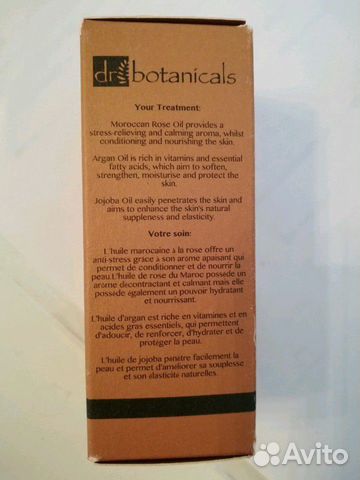 dr botanicals
Your Treatment:
Moroccan Rose Oil provides a
stress-relieving and calming aroma, whilst
conditioning and nourishing the skin.
Argan Oil is rich in vitamins and essential
fatty acids, which aim to soften,
strengthen, moisturise and protect the
skin.
Jojoba Oil easily penetrates the skin and
aims to enhance the skin's natural
suppleness and elasticity.
Votre soin:
L'huile marocaine à la rose offre un
anti-stress grâce à son arome apaisant qui
permet de conditionner et de nourrir la
peau. L'huile de rose du Maroc possède un
arome décontractant et calmant mais elle
possède également un pouvoir hydratant
et nourrissant.
L'huile d'argan est riche en vitamines et en
acides gras essentiels, qui permettent
d'adoucir, de renforcer, d'hydrater et de
protéger la peau.
L'huile de jojoba pénètre facilement la
peau et permet d'améliorer sa souplesse
et son élasticité naturelles.
Avito